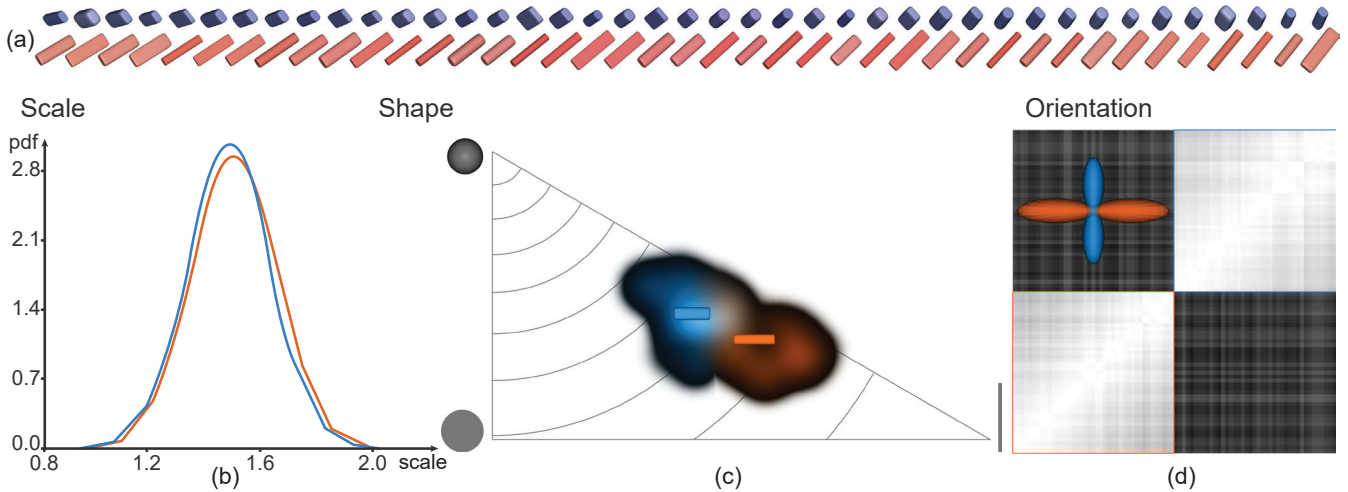 (a)
Scale
Shape
Orientation
pdf
2.8
2.1
1.4
0.7
0.0
0.8
1.2
1.6
2.0
scale
(b)
(c)
(d)